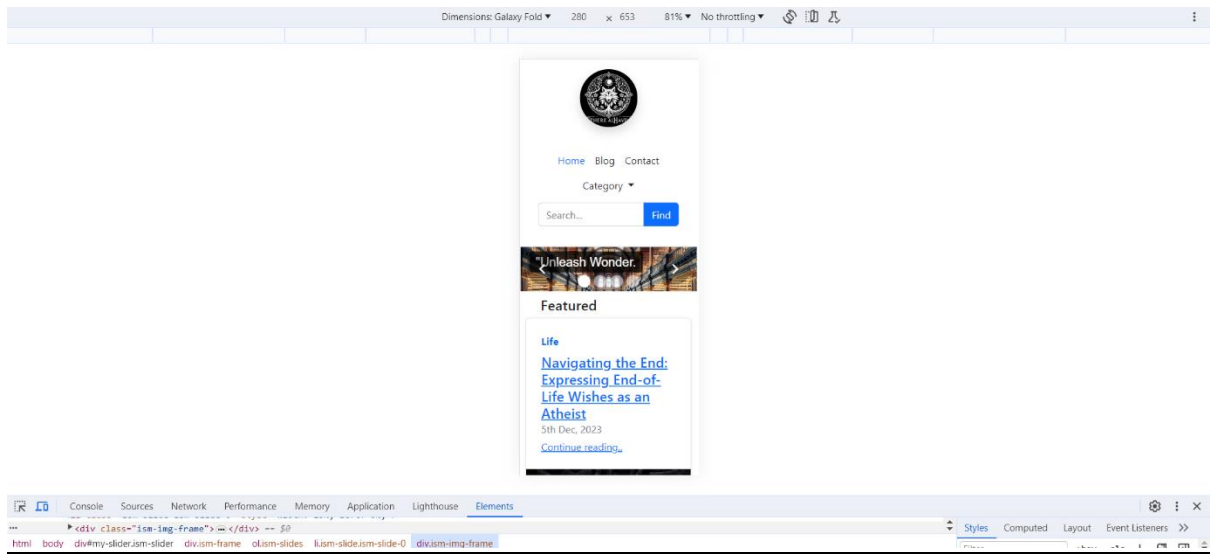 Dimensions: Galaxy Fold ▼ 280 × 653 81% ▼ No throttling ▼
Home Blog Contact
Category
Search... Find
"Unleash Wonder.
Featured
Life
Navigating the End:
Expressing End-of-
Life Wishes as an
Atheist
5th Dec, 2023
Continue reading..
Console Sources Network Performance Memory Application Lighthouse Elements
<div class="ism-img-frame"> </div> == $0
Styles Computed Layout Event Listeners
html body div#my-slider.ism-slider div.ism-frame ol.ism-slides li.ism-slide.ism-slide-0 div.ism-img-frame